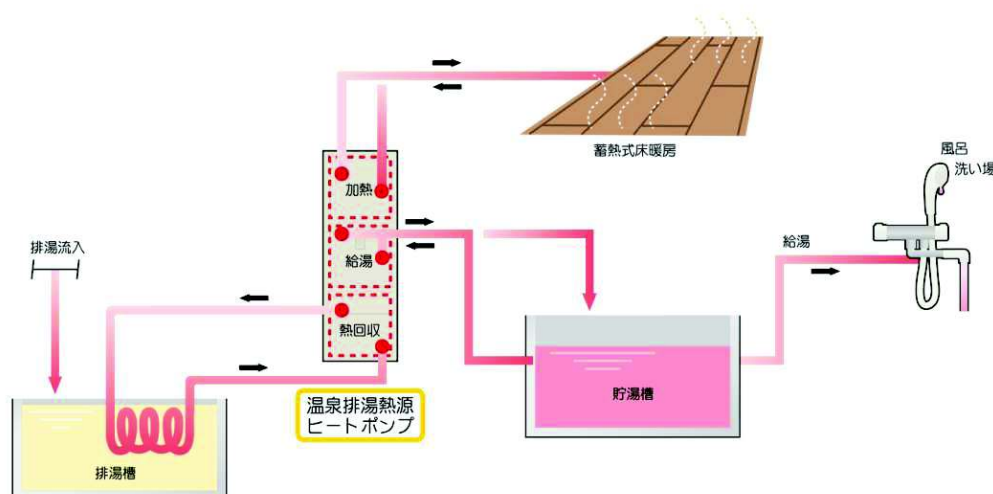 蓄熱式床暖房
風呂
洗い場
加熱
排湯流入
給湯
給湯
熱回収
温泉排湯熱源
ヒートポンプ
貯湯槽
排湯槽